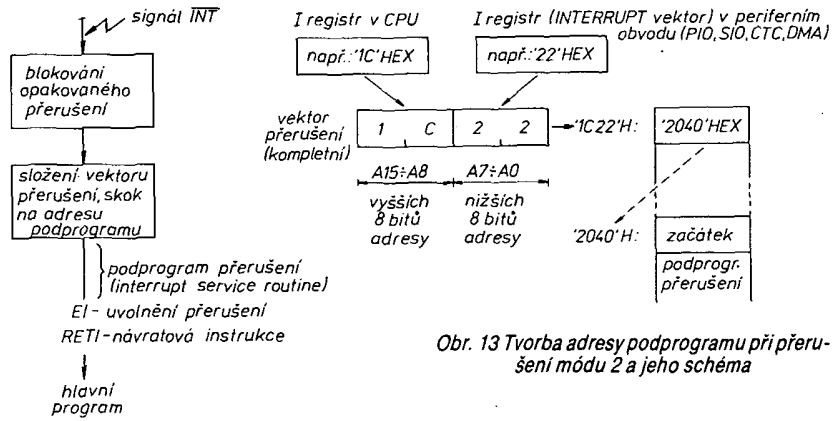 signál INT
blokování
opakovaného
přerušení
složení vektoru
přerušení, skok
na adresu
podprogramu
podprogram přerušení
(interrupt service routine)
EI - uvolnění přerušení
RETI - návratová instrukce
hlavní
program
I registr v CPU
např.:'1C'HEX
I registr (INTERRUPT vektor) v periferním
obvodu (PIO, SIO, CTC, DMA)
např.:'22'HEX
vektor
přerušení
(kompletní)
1 C 2 2
A15÷A8 A7÷A0
vyšších
8 bitů
adresy
nižších
8 bitů
adresy
'1C22'H: '2040'HEX
'2040'H: začátek
podprogr.
přerušení
Obr. 13 Tvorba adresy podprogramu při přeru-
šení módu 2 a jeho schéma